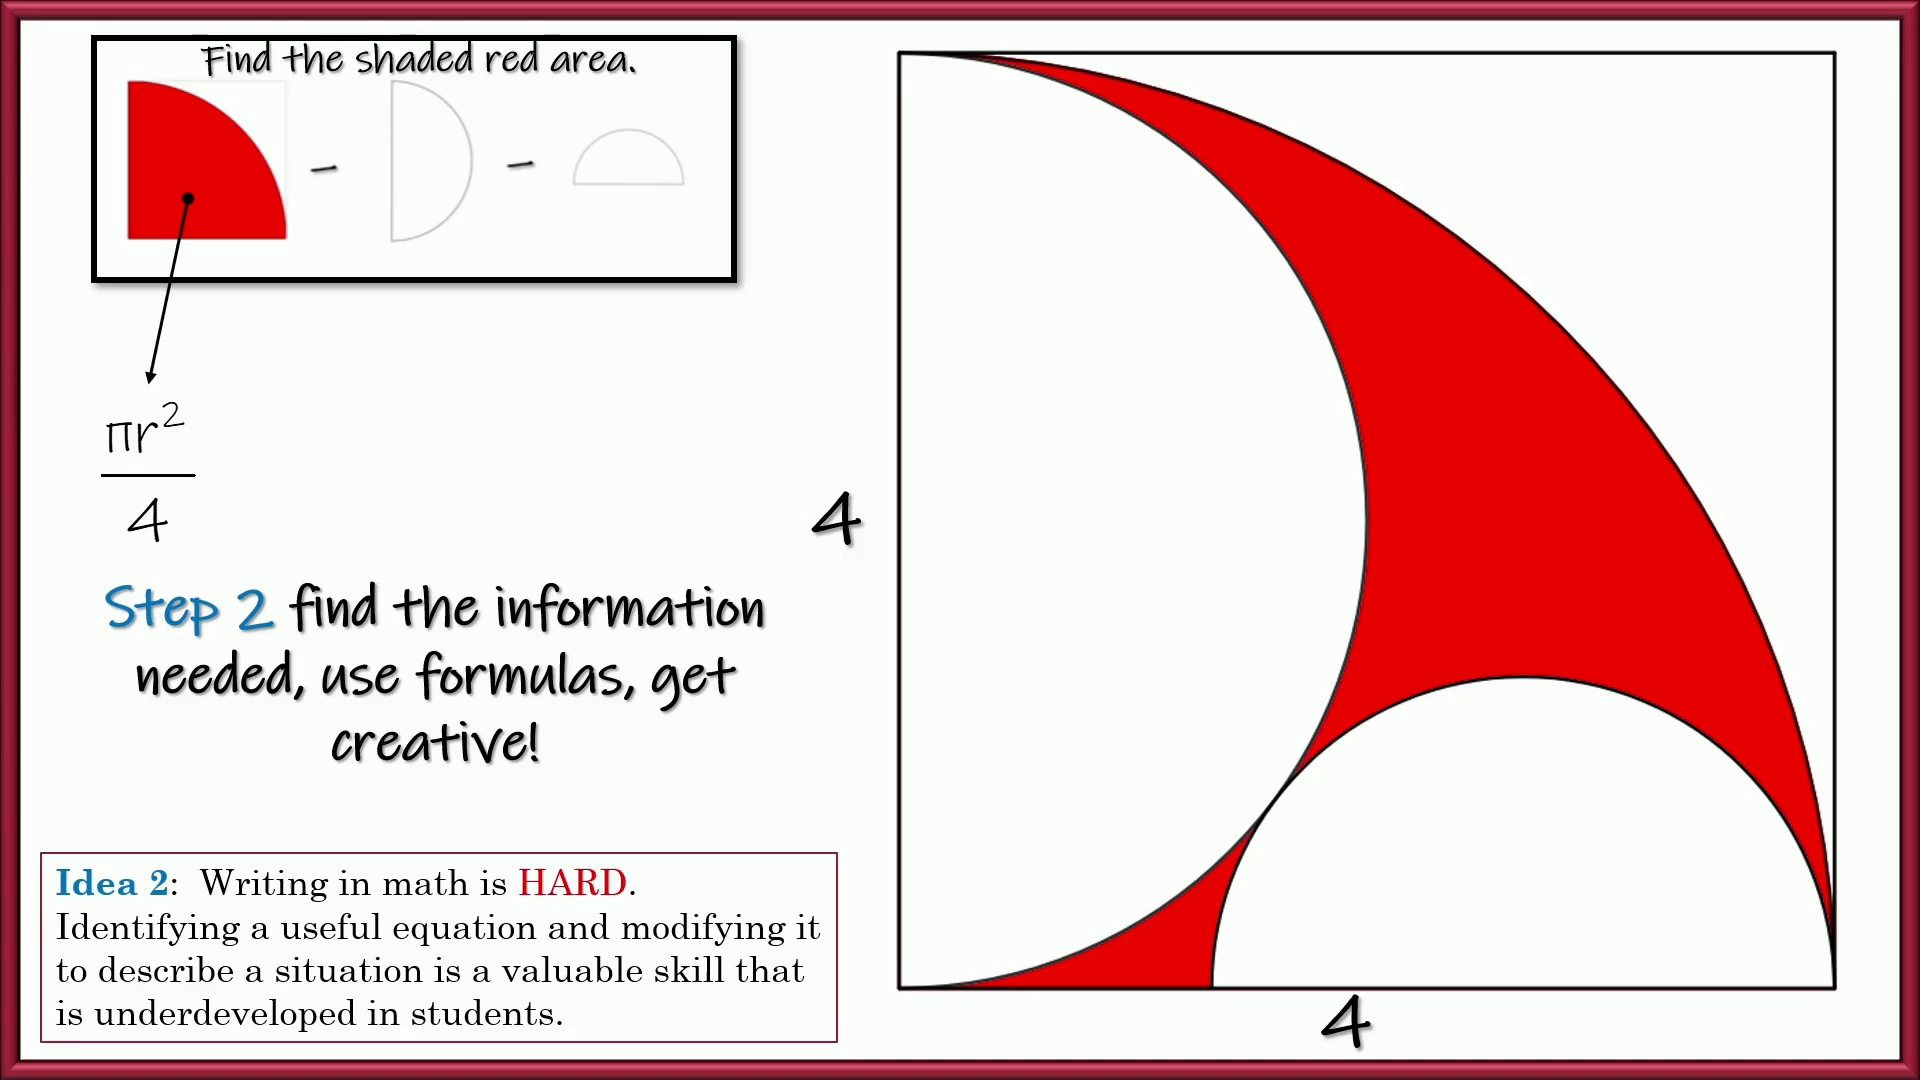 Find the shaded red area.
– –
πr²
4
4
Step 2 find the information
needed, use formulas, get
creative!
Idea 2: Writing in math is HARD.
Identifying a useful equation and modifying it
to describe a situation is a valuable skill that
is underdeveloped in students.
4